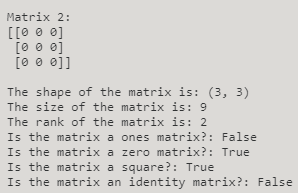 Matrix 2:
[[0 0 0]
 [0 0 0]
 [0 0 0]]
The shape of the matrix is: (3, 3)
The size of the matrix is: 9
The rank of the matrix is: 2
Is the matrix a ones matrix?: False
Is the matrix a zero matrix?: True
Is the matrix a square?: True
Is the matrix an identity matrix?: False